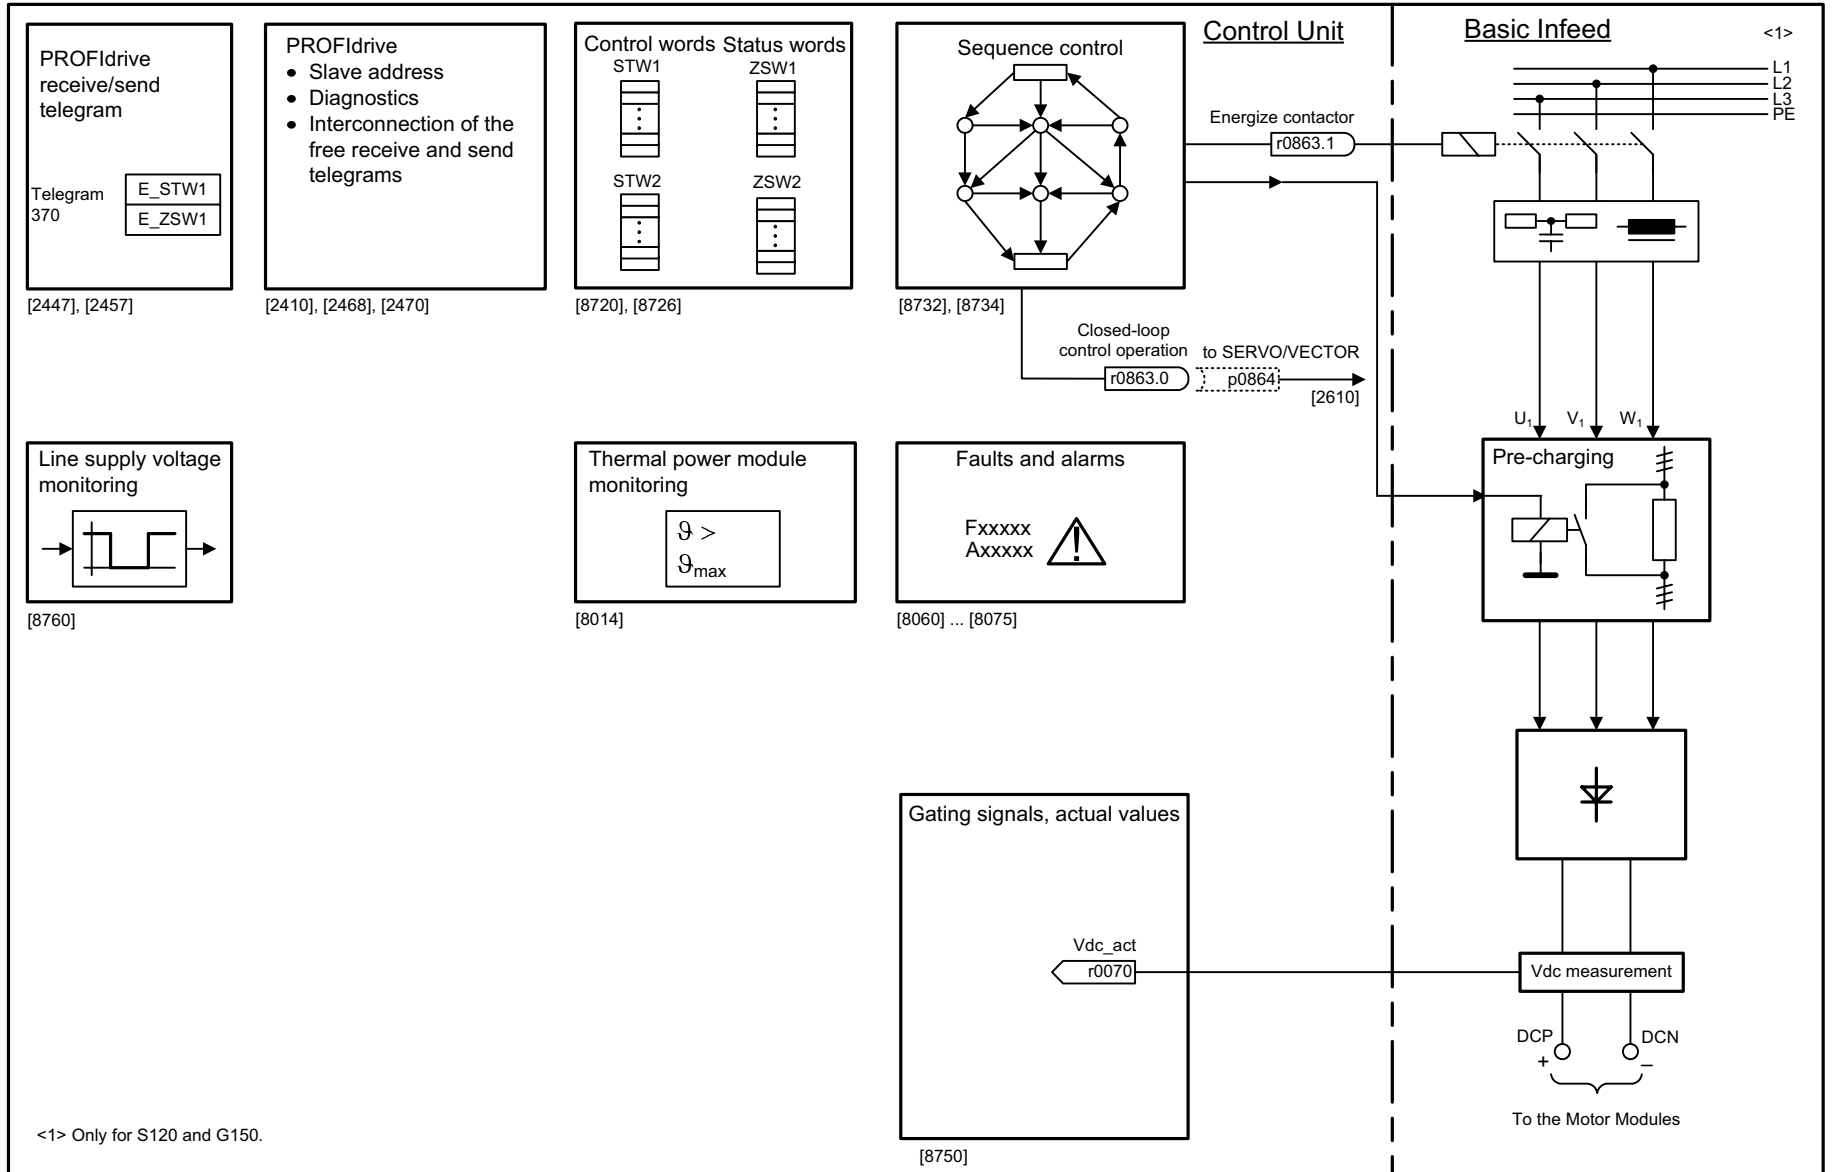 PROFIdrive
receive/send
telegram
Telegram
370
E_STW1
E_ZSW1
[2447], [2457]
PROFIdrive
• Slave address
• Diagnostics
• Interconnection of the
free receive and send
telegrams
[2410], [2468], [2470]
Control words Status words
STW1 ZSW1
STW2 ZSW2
[8720], [8726]
Sequence control
[8732], [8734]
Control Unit
Energize contactor
r0863.1
Closed-loop
control operation
r0863.0
to SERVO/VECTOR
p0864
[2610]
Basic Infeed
<1>
L1
L2
L3
PE
U1 V1 W1
Pre-charging
Line supply voltage
monitoring
[8760]
Thermal power module
monitoring
ϑ >
ϑmax
[8014]
Faults and alarms
Fxxxxx
Axxxxx
!
[8060] ... [8075]
Gating signals, actual values
Vdc_act
r0070
[8750]
Vdc measurement
DCP DCN
+ –
To the Motor Modules
<1> Only for S120 and G150.